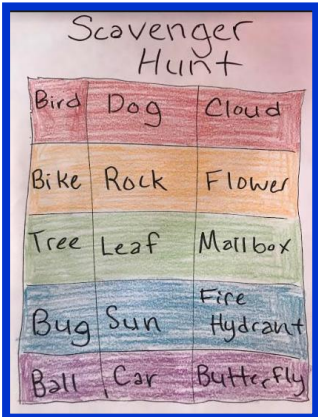 Scavenger
Hunt
Bird Dog Cloud
Bike Rock Flower
Tree Leaf Mailbox
Bug Sun Fire
Hydrant
Ball Car Butterfly